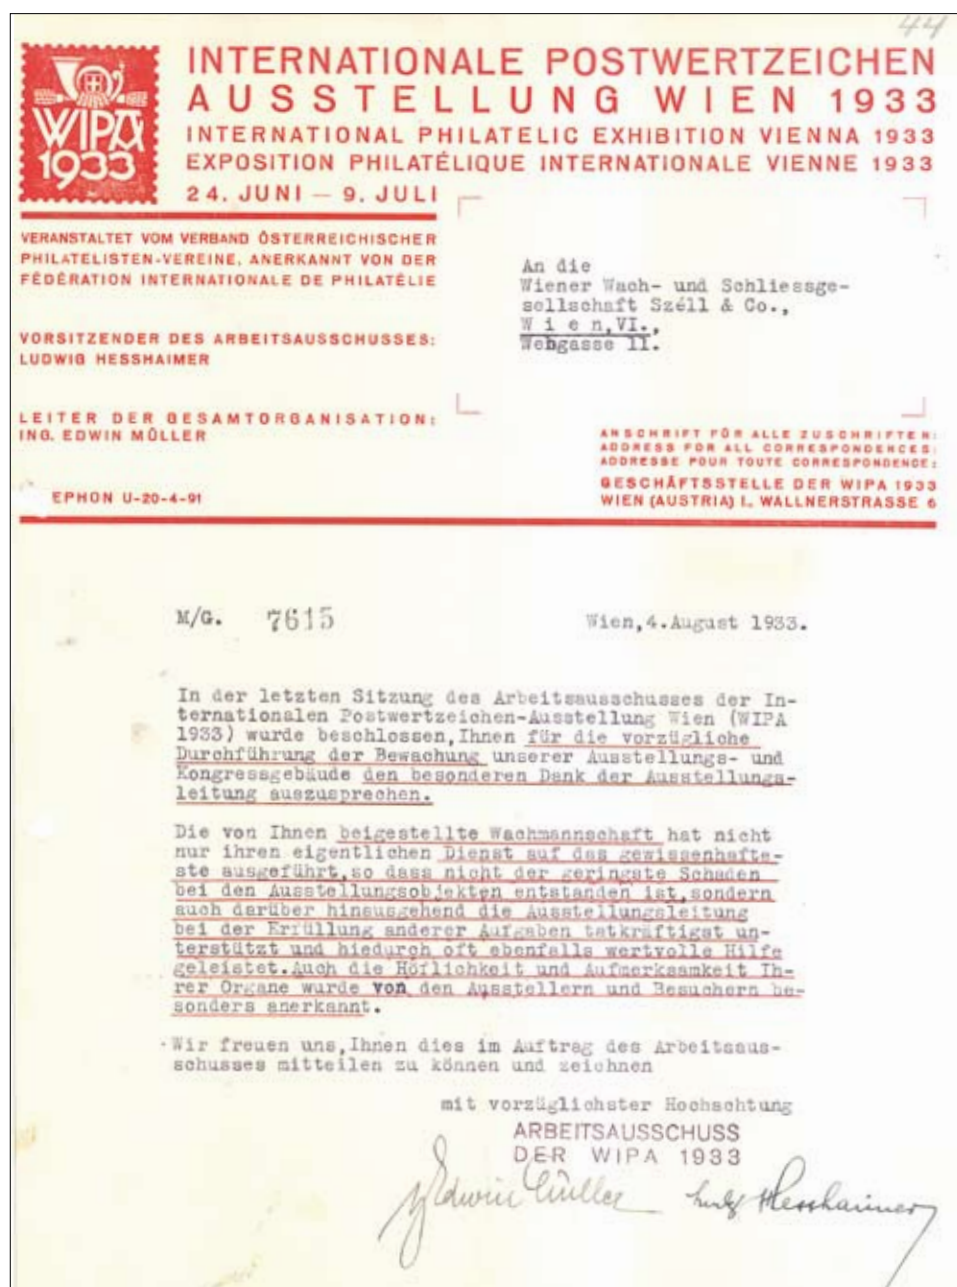 44
WIPA
1933
INTERNATIONALE POSTWERTZEICHEN
AUSSTELLUNG WIEN 1933
INTERNATIONAL PHILATELIC EXHIBITION VIENNA 1933
EXPOSITION PHILATÉLIQUE INTERNATIONALE VIENNE 1933
24. JUNI — 9. JULI
VERANSTALTET VOM VERBAND ÖSTERREICHISCHER
PHILATELISTEN-VEREINE, ANERKANNT VON DER
FÉDÉRATION INTERNATIONALE DE PHILATÉLIE
VORSITZENDER DES ARBEITSAUSSCHUSSES:
LUDWIG HESSHAIMER
LEITER DER GESAMTORGANISATION:
ING. EDWIN MÜLLER
EPHON U-20-4-91
An die
Wiener Wach- und Schliessge-
sellschaft Széll & Co.,
W i e n,VI.,
Webgasse 11.
ANSCHRIFT FÜR ALLE ZUSCHRIFTEN:
ADDRESS FOR ALL CORRESPONDENCES:
ADDRESSE POUR TOUTE CORRESPONDENCE:
GESCHÄFTSSTELLE DER WIPA 1933
WIEN (AUSTRIA) I., WALLNERSTRASSE 6
M/G. 7615
Wien,4.August 1933.
In der letzten Sitzung des Arbeitsausschusses der In-
ternationalen Postwertzeichen-Ausstellung Wien (WIPA
1933) wurde beschlossen,Ihnen für die vorzügliche
Durchführung der Bewachung unserer Ausstellungs- und
Kongressgebäude den besonderen Dank der Ausstellungs-
leitung auszusprechen.
Die von Ihnen beigestellte Wachmannschaft hat nicht
nur ihren eigentlichen Dienst auf das gewissenhafte-
ste ausgeführt,so dass nicht der geringste Schaden
bei den Ausstellungsobjekten entstanden ist,sondern
auch darüber hinausgehend die Ausstellungsleitung
bei der Erfüllung anderer Aufgaben tatkräftigst un-
terstützt und hiedurch oft ebenfalls wertvolle Hilfe
geleistet.Auch die Höflichkeit und Aufmerksamkeit Ih-
rer Organe wurde von den Ausstellern und Besuchern be-
sonders anerkannt.
Wir freuen uns,Ihnen dies im Auftrag des Arbeitsaus-
schusses mitteilen zu können und zeichnen
mit vorzüglichster Hochachtung
ARBEITSAUSSCHUSS
DER WIPA 1933
Edwin Müller Hesshaimer